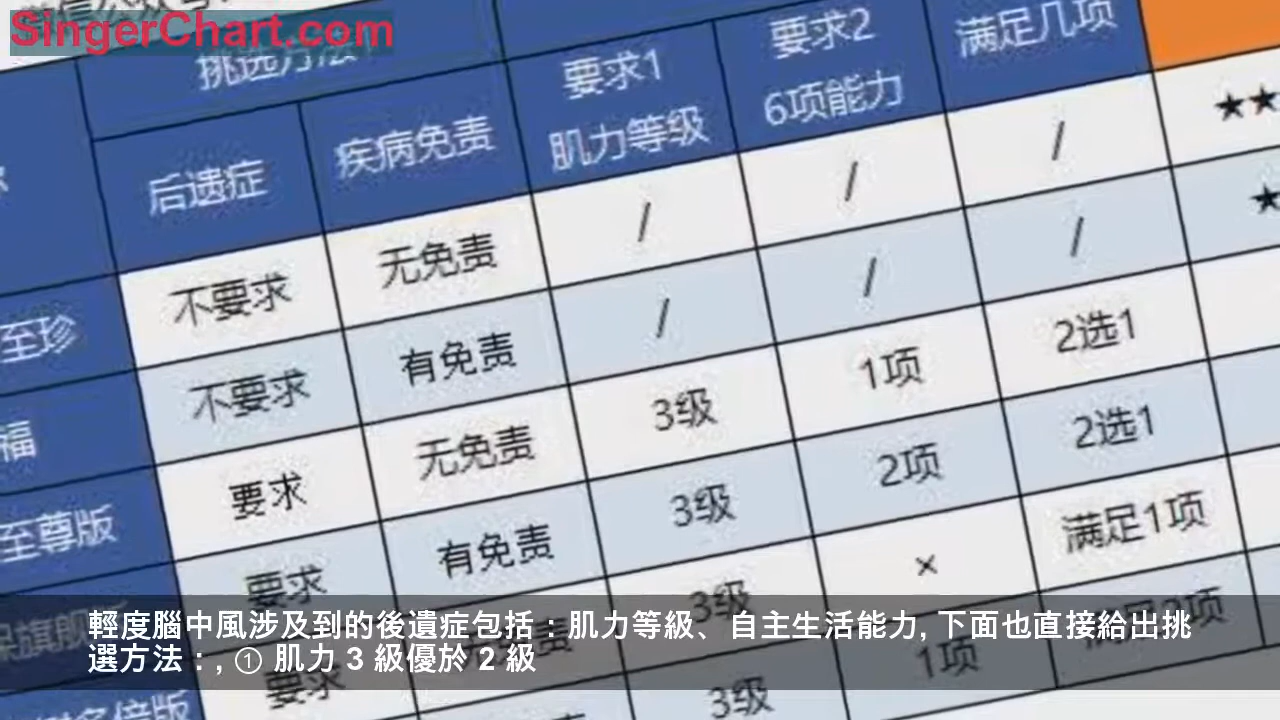 SingerChart.com
挑选方法
后遗症 疾病免责 要求1 肌力等级 要求2 6项能力 满足几项
不要求 无免责 / / / ★★
至珍 不要求 有免责 / / / ★
福 要求 无免责 3级 1项 2选1
至尊版 要求 有免责 3级 2项 2选1
旗舰 要求 3级 × 满足1项
多倍版 3级 1项
輕度腦中風涉及到的後遺症包括：肌力等級、自主生活能力, 下面也直接給出挑
選方法：, ① 肌力 3 級優於 2 級